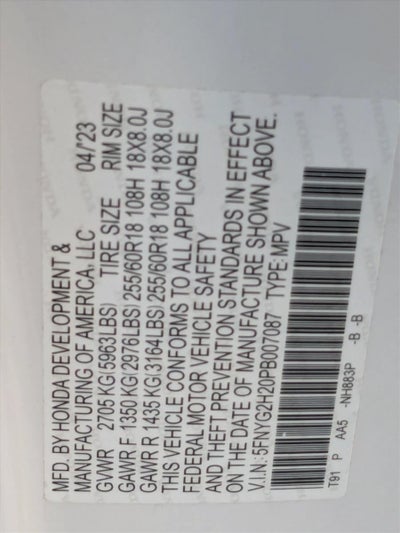 MFD. BY HONDA DEVELOPMENT &
MANUFACTURING OF AMERICA, LLC 04/23
GVWR 2705 KG(5963LBS) TIRE SIZE RIM SIZE
GAWR F 1350 KG(2976LBS) 255/60R18 108H 18X8.0J
GAWR R 1435 KG(3164LBS) 255/60R18 108H 18X8.0J
THIS VEHICLE CONFORMS TO ALL APPLICABLE
FEDERAL MOTOR VEHICLE SAFETY
AND THEFT PREVENTION STANDARDS IN EFFECT
ON THE DATE OF MANUFACTURE SHOWN ABOVE.
V.I.N.:5FNYG2H20PB007087 TYPE:MPV
T91 P AA5 -NH883P -B -B